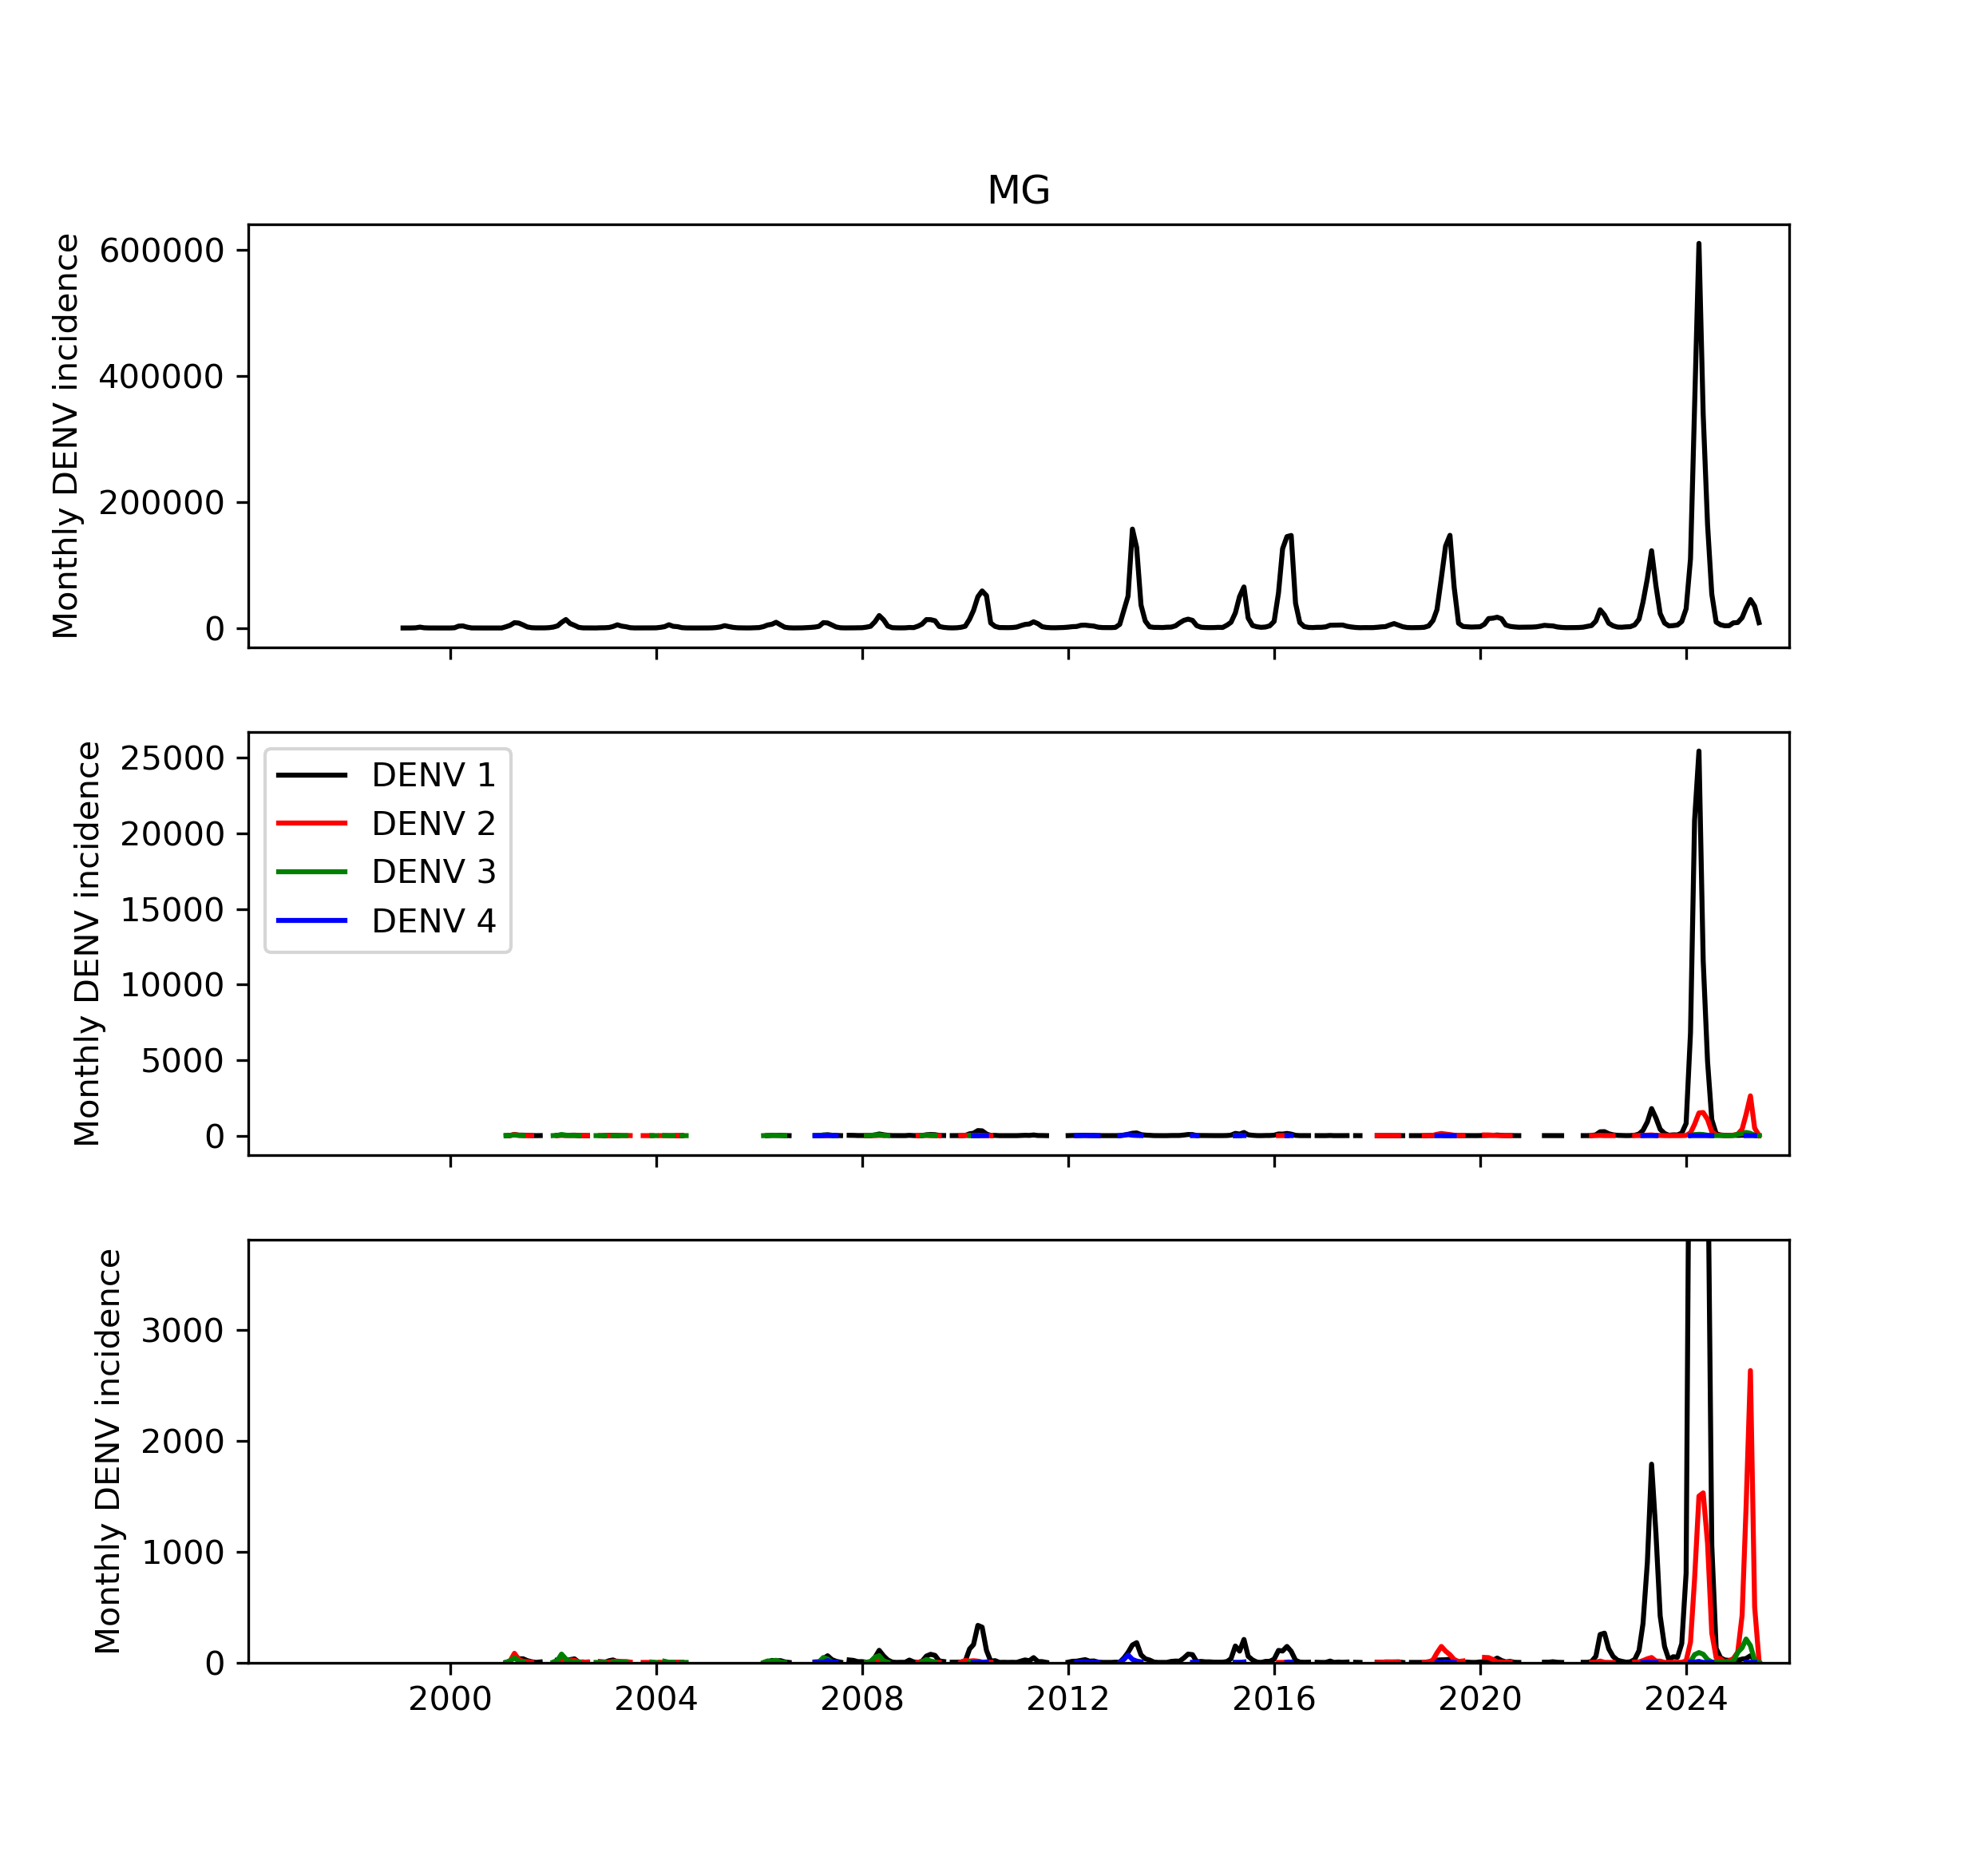 MG
Monthly DENV incidence
600000
400000
200000
0
Monthly DENV incidence
25000
20000
15000
10000
5000
0
DENV 1
DENV 2
DENV 3
DENV 4
Monthly DENV incidence
3000
2000
1000
0
2000 2004 2008 2012 2016 2020 2024